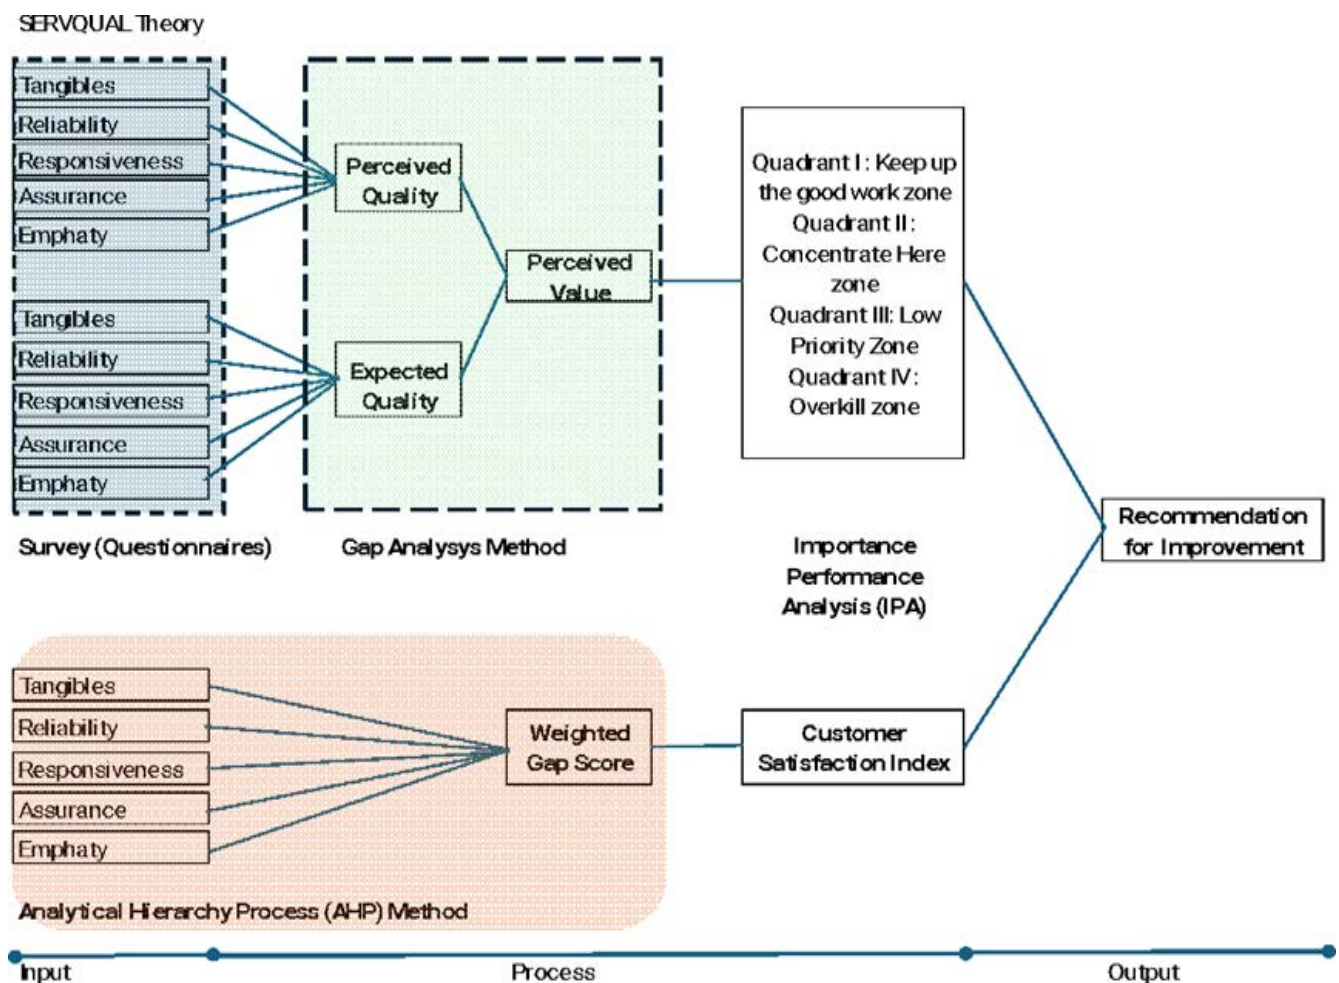 SERVQUAL Theory
Tangibles
Reliability
Responsiveness
Assurance
Emphaty
Tangibles
Reliability
Responsiveness
Assurance
Emphaty
Survey (Questionnaires)
Perceived
Quality
Expected
Quality
Perceived
Value
Gap Analysys Method
Quadrant I : Keep up
the good work zone
Quadrant II :
Concentrate Here
zone
Quadrant III: Low
Priority Zone
Quadrant IV :
Overkill zone
Importance
Performance
Analysis (IPA)
Recommendation
for Improvement
Tangibles
Reliability
Responsiveness
Assurance
Emphaty
Weighted
Gap Score
Customer
Satisfaction Index
Analytical Hierarchy Process (AHP) Method
Input
Process
Output